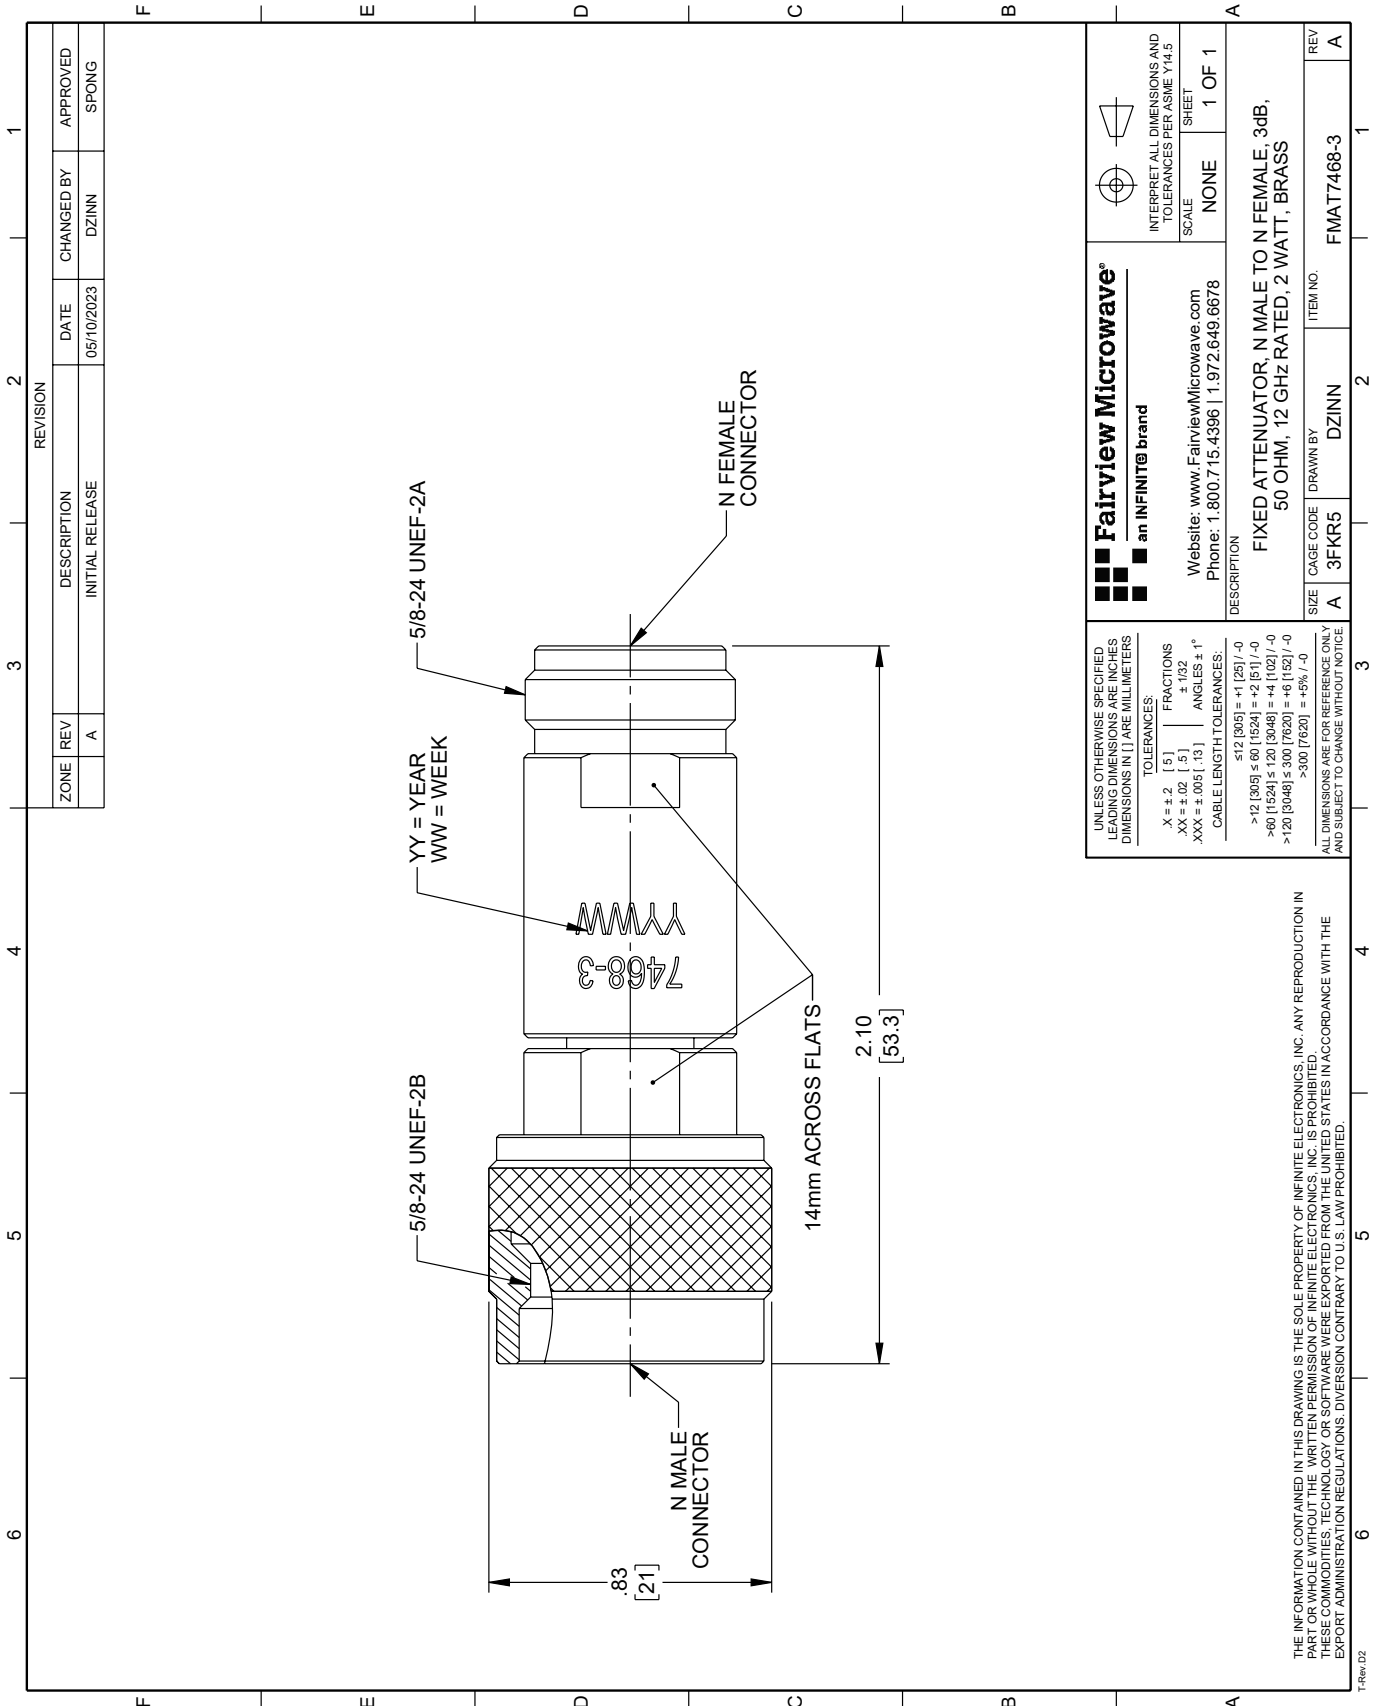 6
5
4
3
2
1
F
E
D
C
B
A
REVISION
ZONE
REV
DESCRIPTION
DATE
CHANGED BY
APPROVED
A
INITIAL RELEASE
05/10/2023
DZINN
SPONG
5/8-24 UNEF-2B
YY = YEAR
WW = WEEK
5/8-24 UNEF-2A
7468-3
YYWW
N MALE
CONNECTOR
N FEMALE
CONNECTOR
.83
[21]
14mm ACROSS FLATS
2.10
[53.3]
UNLESS OTHERWISE SPECIFIED
LEADING DIMENSIONS ARE INCHES
DIMENSIONS IN [ ] ARE MILLIMETERS
TOLERANCES:
.X = ± .2 [ 5 ] FRACTIONS
.XX = ± .02 [ .5 ] ± 1/32
.XXX = ± .005 [ .13 ] ANGLES ± 1°
CABLE LENGTH TOLERANCES:
≤12 [305] = +1 [25] / -0
>12 [305] ≤ 60 [1524] = +2 [51] / -0
>60 [1524] ≤ 120 [3048] = +4 [102] / -0
>120 [3048] ≤ 300 [7620] = +6 [152] / -0
>300 [7620] = +5% / -0
ALL DIMENSIONS ARE FOR REFERENCE ONLY
AND SUBJECT TO CHANGE WITHOUT NOTICE.
Fairview Microwave®
an INFINIT® brand
Website: www.FairviewMicrowave.com
Phone: 1.800.715.4396 | 1.972.649.6678
INTERPRET ALL DIMENSIONS AND
TOLERANCES PER ASME Y14.5
SCALE
NONE
SHEET
1 OF 1
DESCRIPTION
FIXED ATTENUATOR, N MALE TO N FEMALE, 3dB,
50 OHM, 12 GHz RATED, 2 WATT, BRASS
SIZE
A
CAGE CODE
3FKR5
DRAWN BY
DZINN
ITEM NO.
FMAT7468-3
REV
A
THE INFORMATION CONTAINED IN THIS DRAWING IS THE SOLE PROPERTY OF INFINITE ELECTRONICS, INC. ANY REPRODUCTION IN
PART OR WHOLE WITHOUT THE WRITTEN PERMISSION OF INFINITE ELECTRONICS, INC. IS PROHIBITED.
THESE COMMODITIES, TECHNOLOGY OR SOFTWARE WERE EXPORTED FROM THE UNITED STATES IN ACCORDANCE WITH THE
EXPORT ADMINISTRATION REGULATIONS. DIVERSION CONTRARY TO U.S. LAW PROHIBITED.
F
E
D
C
B
A
6
5
4
3
2
1
T-Rev.D2